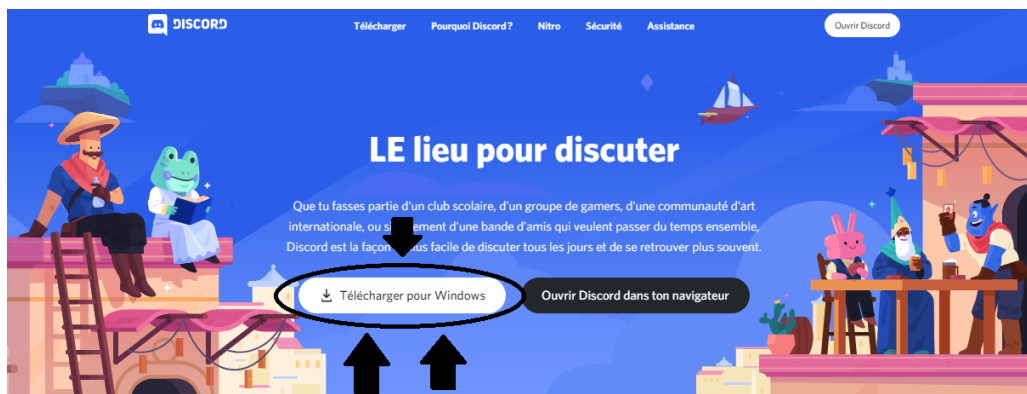 DISCORD
Télécharger Pourquoi Discord? Nitro Sécurité Assistance
Ouvrir Discord
LE lieu pour discuter
Que tu fasses partie d'un club scolaire, d'un groupe de gamers, d'une communauté d'art
internationale, ou si ement d'une bande d'amis qui veulent passer du temps ensemble,
Discord est la façon us facile de discuter tous les jours et de se retrouver plus souvent.
Télécharger pour Windows
Ouvrir Discord dans ton navigateur